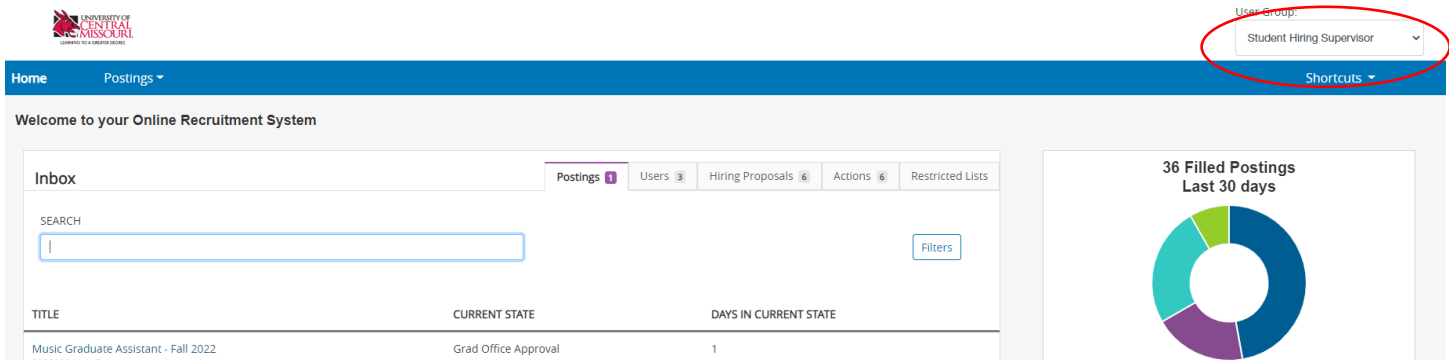 UNIVERSITY OF
CENTRAL
MISSOURI.
LEARNING TO A GREATER DEGREE
User Group:
Student Hiring Supervisor
Home Postings Shortcuts
Welcome to your Online Recruitment System
Inbox Postings 1 Users 3 Hiring Proposals 6 Actions 6 Restricted Lists
SEARCH
Filters
TITLE CURRENT STATE DAYS IN CURRENT STATE
Music Graduate Assistant - Fall 2022 Grad Office Approval 1
36 Filled Postings
Last 30 days